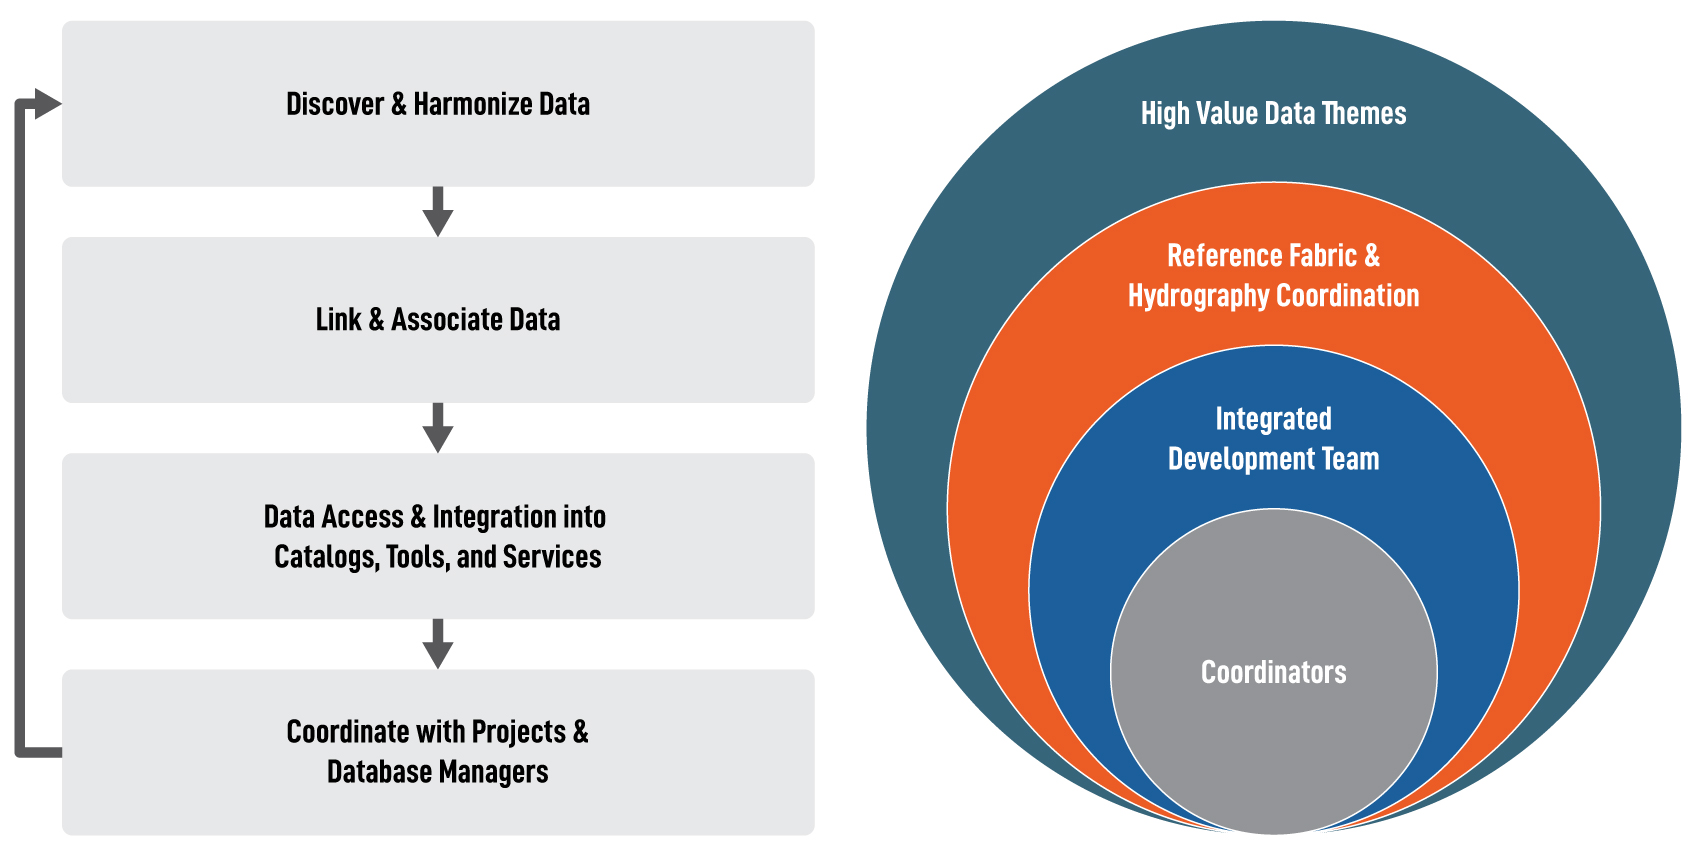 Discover & Harmonize Data
Link & Associate Data
Data Access & Integration into
Catalogs, Tools, and Services
Coordinate with Projects &
Database Managers
High Value Data Themes
Reference Fabric &
Hydrography Coordination
Integrated
Development Team
Coordinators